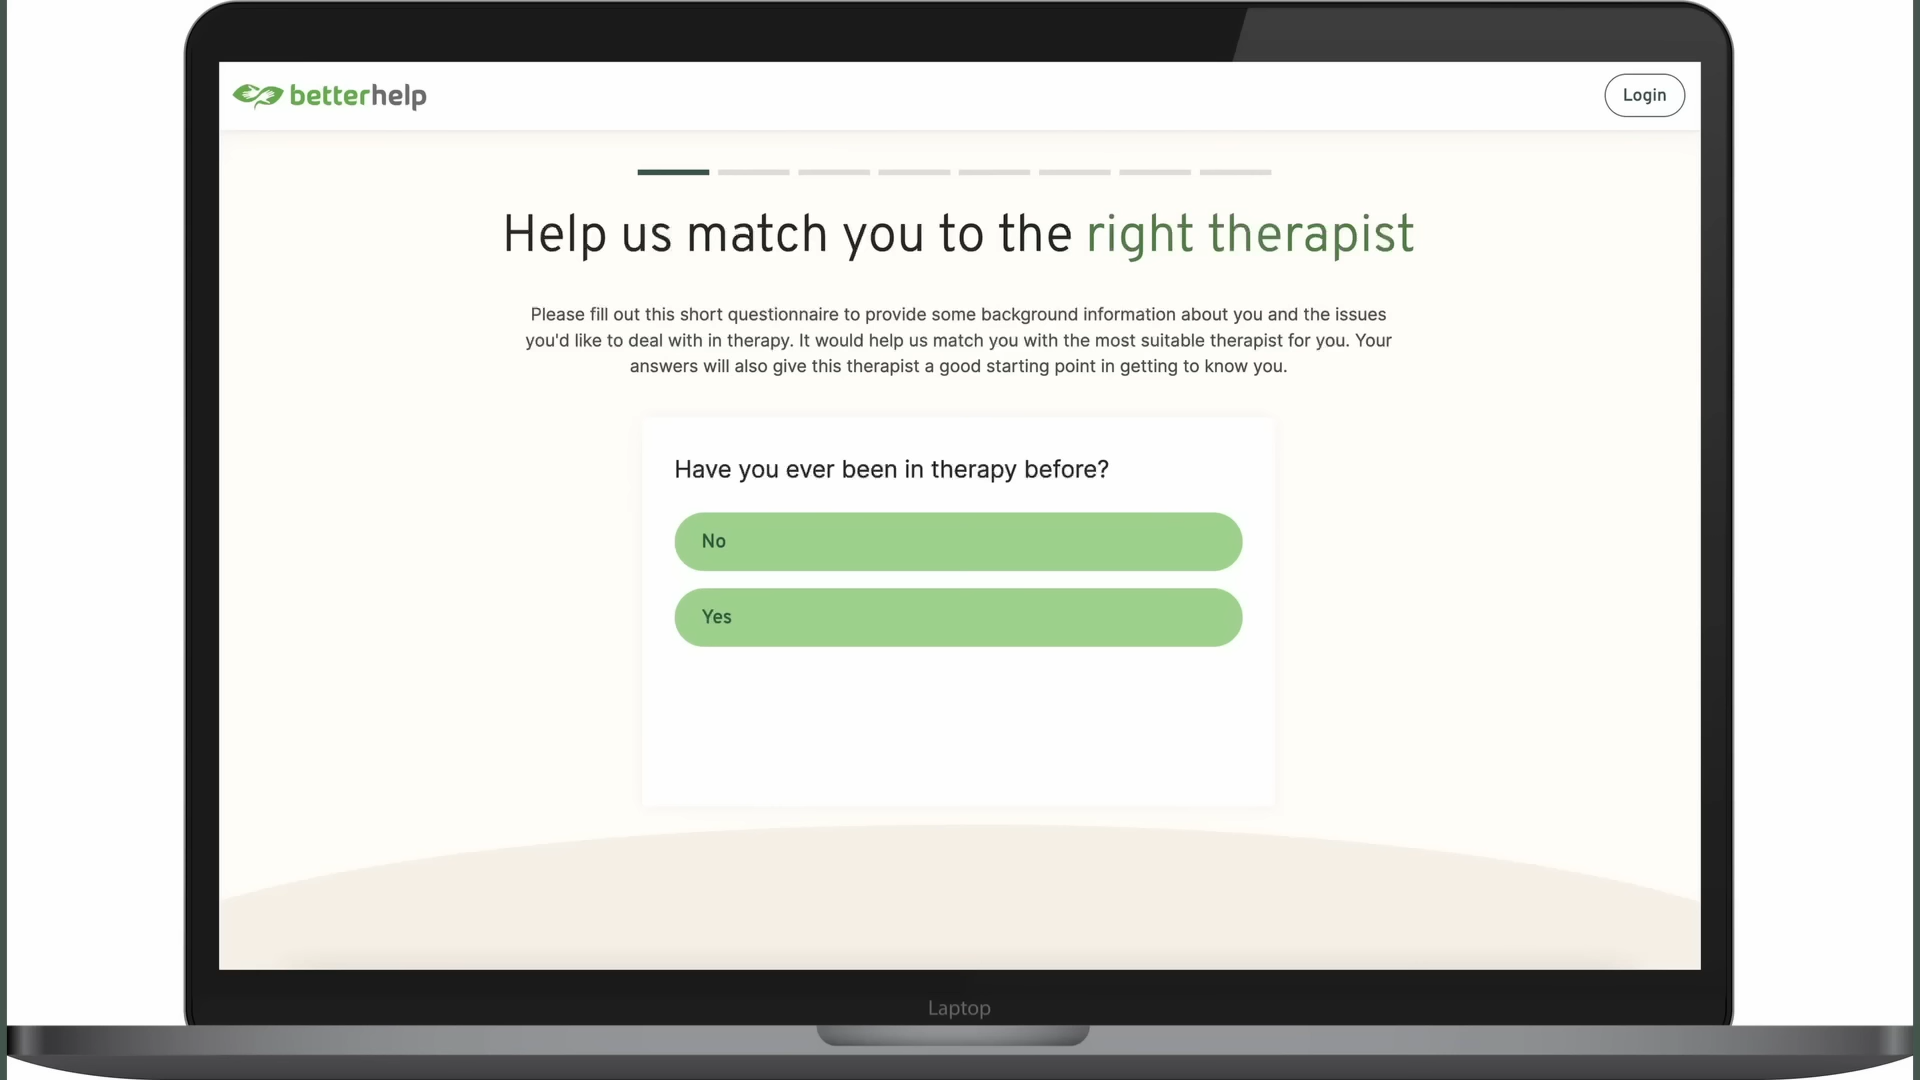 betterhelp
Login
Help us match you to the right therapist
Please fill out this short questionnaire to provide some background information about you and the issues
you'd like to deal with in therapy. It would help us match you with the most suitable therapist for you. Your
answers will also give this therapist a good starting point in getting to know you.
Have you ever been in therapy before?
No
Yes
Laptop